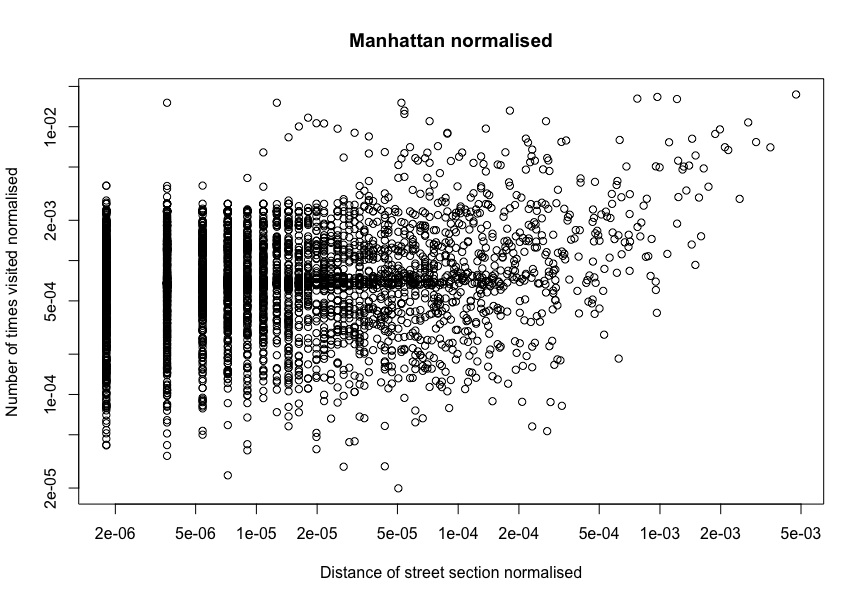 Manhattan normalised
Number of times visited normalised
1e-02
2e-03
5e-04
1e-04
2e-05
2e-06 5e-06 1e-05 2e-05 5e-05 1e-04 2e-04 5e-04 1e-03 2e-03 5e-03
Distance of street section normalised